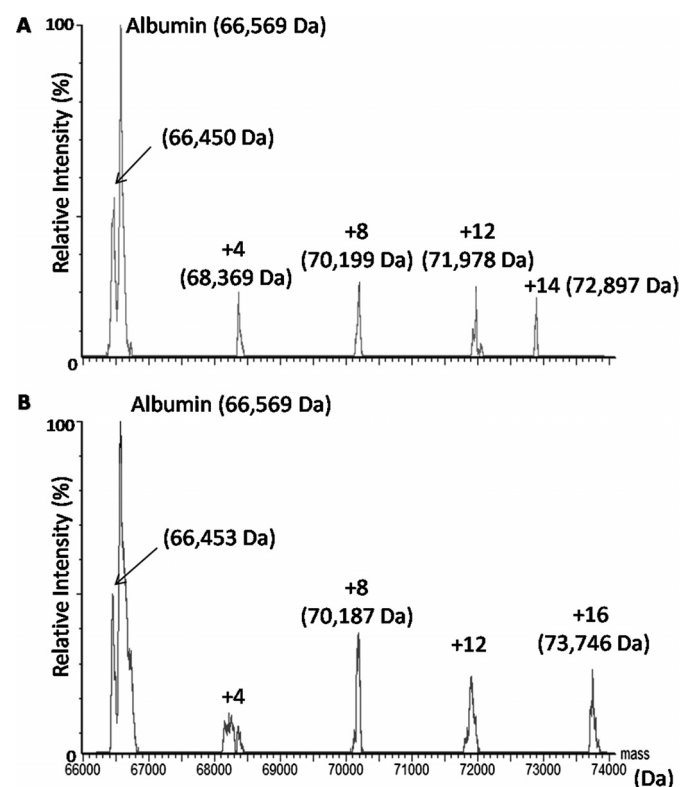 A
100
Albumin (66,569 Da)
(66,450 Da)
+4
(68,369 Da)
+8
(70,199 Da)
+12
(71,978 Da)
+14 (72,897 Da)
Relative Intensity (%)
0
B
Albumin (66,569 Da)
100
(66,453 Da)
+4
+8
(70,187 Da)
+12
+16
(73,746 Da)
Relative Intensity (%)
0
mass
66000 67000 68000 69000 70000 71000 72000 73000 74000
(Da)